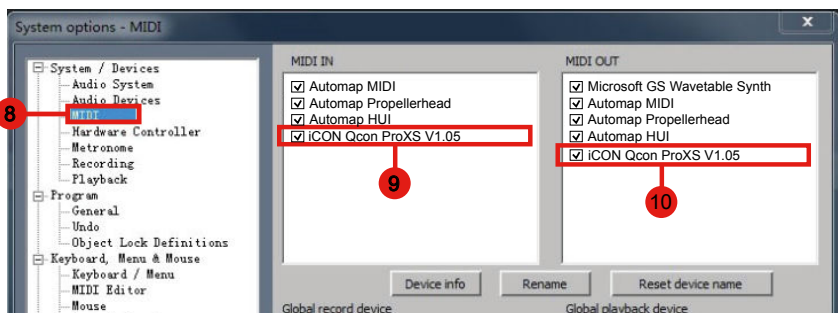 System options - MIDI
x
System / Devices
Audio System
Audio Devices
8
MIDI
Hardware Controller
Metronome
Recording
Playback
Program
General
Undo
Object Lock Definitions
Keyboard, Menu & Mouse
Keyboard / Menu
MIDI Editor
Mouse
MIDI IN
Automap MIDI
Automap Propellerhead
Automap HUI
iCON Qcon ProXS V1.05
9
MIDI OUT
Microsoft GS Wavetable Synth
Automap MIDI
Automap Propellerhead
Automap HUI
iCON Qcon ProXS V1.05
10
Device info
Rename
Reset device name
Global record device
Global playback device